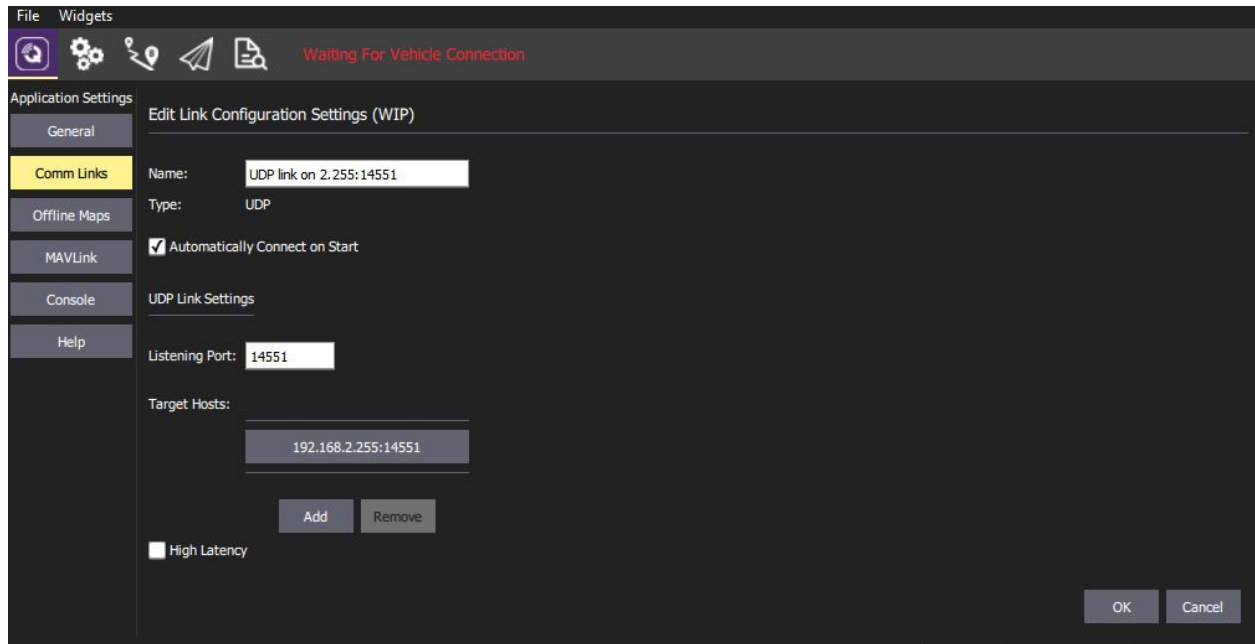 File Widgets
Waiting For Vehicle Connection
Application Settings
General
Comm Links
Offline Maps
MAVLink
Console
Help
Edit Link Configuration Settings (WIP)
Name: UDP link on 2.255:14551
Type: UDP
Automatically Connect on Start
UDP Link Settings
Listening Port: 14551
Target Hosts:
192.168.2.255:14551
Add Remove
High Latency
OK Cancel